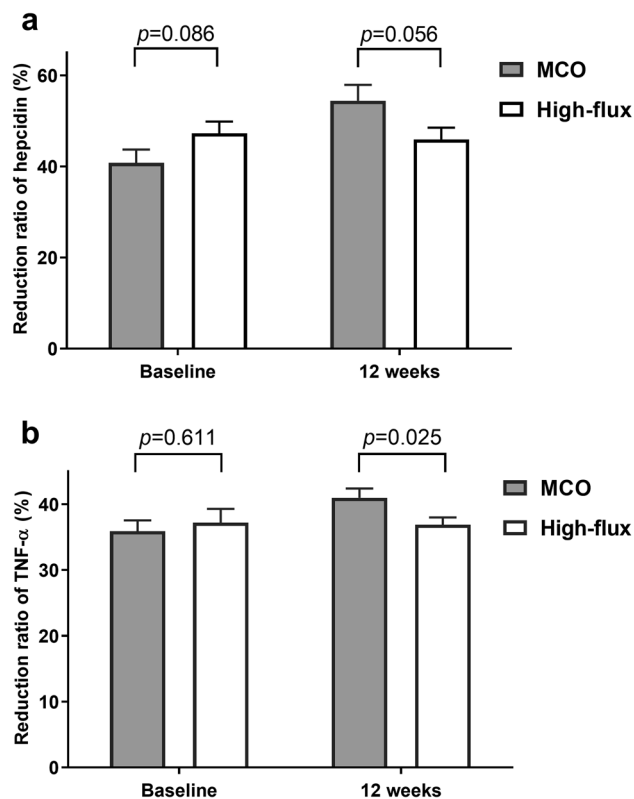 a
p=0.086
p=0.056
MCO
High-flux
Reduction ratio of hepcidin (%)
60
40
20
0
Baseline
12 weeks
b
p=0.611
p=0.025
MCO
High-flux
Reduction ratio of TNF-α (%)
40
30
20
10
0
Baseline
12 weeks